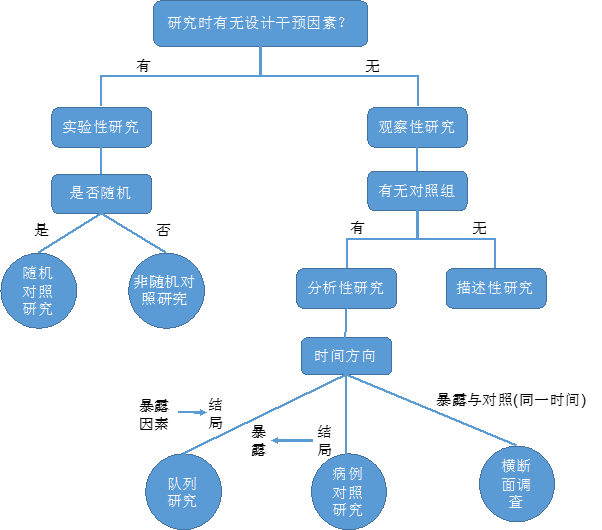 研究时有无设计干预因素?
有
无
实验性研究
观察性研究
是否随机
有无对照组
是
否
有
无
随机
对照
研究
非随机对
照研究
分析性研究
描述性研究
时间方向
暴露
因素
结
局
暴露与对照(同一时间)
暴
露
结
局
队列
研究
病例
对照
研究
横断
面调
查